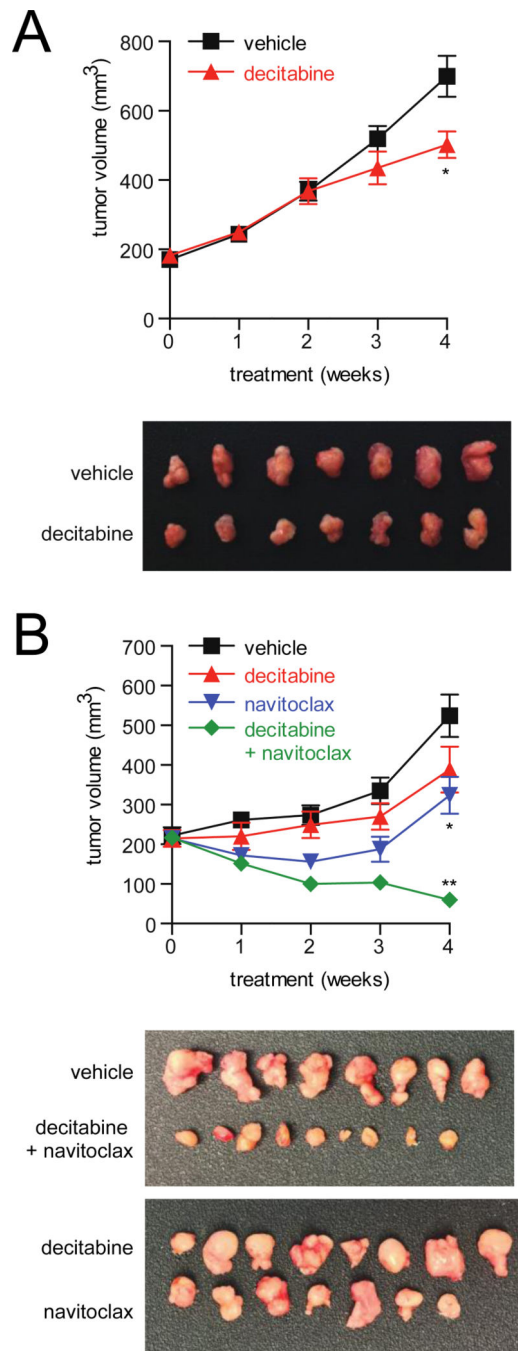 A
800
600
400
200
0
tumor volume (mm³)
vehicle
decitabine
*
0 1 2 3 4
treatment (weeks)
vehicle
decitabine
B
700
600
500
400
300
200
100
0
tumor volume (mm³)
vehicle
decitabine
navitoclax
decitabine
+ navitoclax
*
**
0 1 2 3 4
treatment (weeks)
vehicle
decitabine
+ navitoclax
decitabine
navitoclax